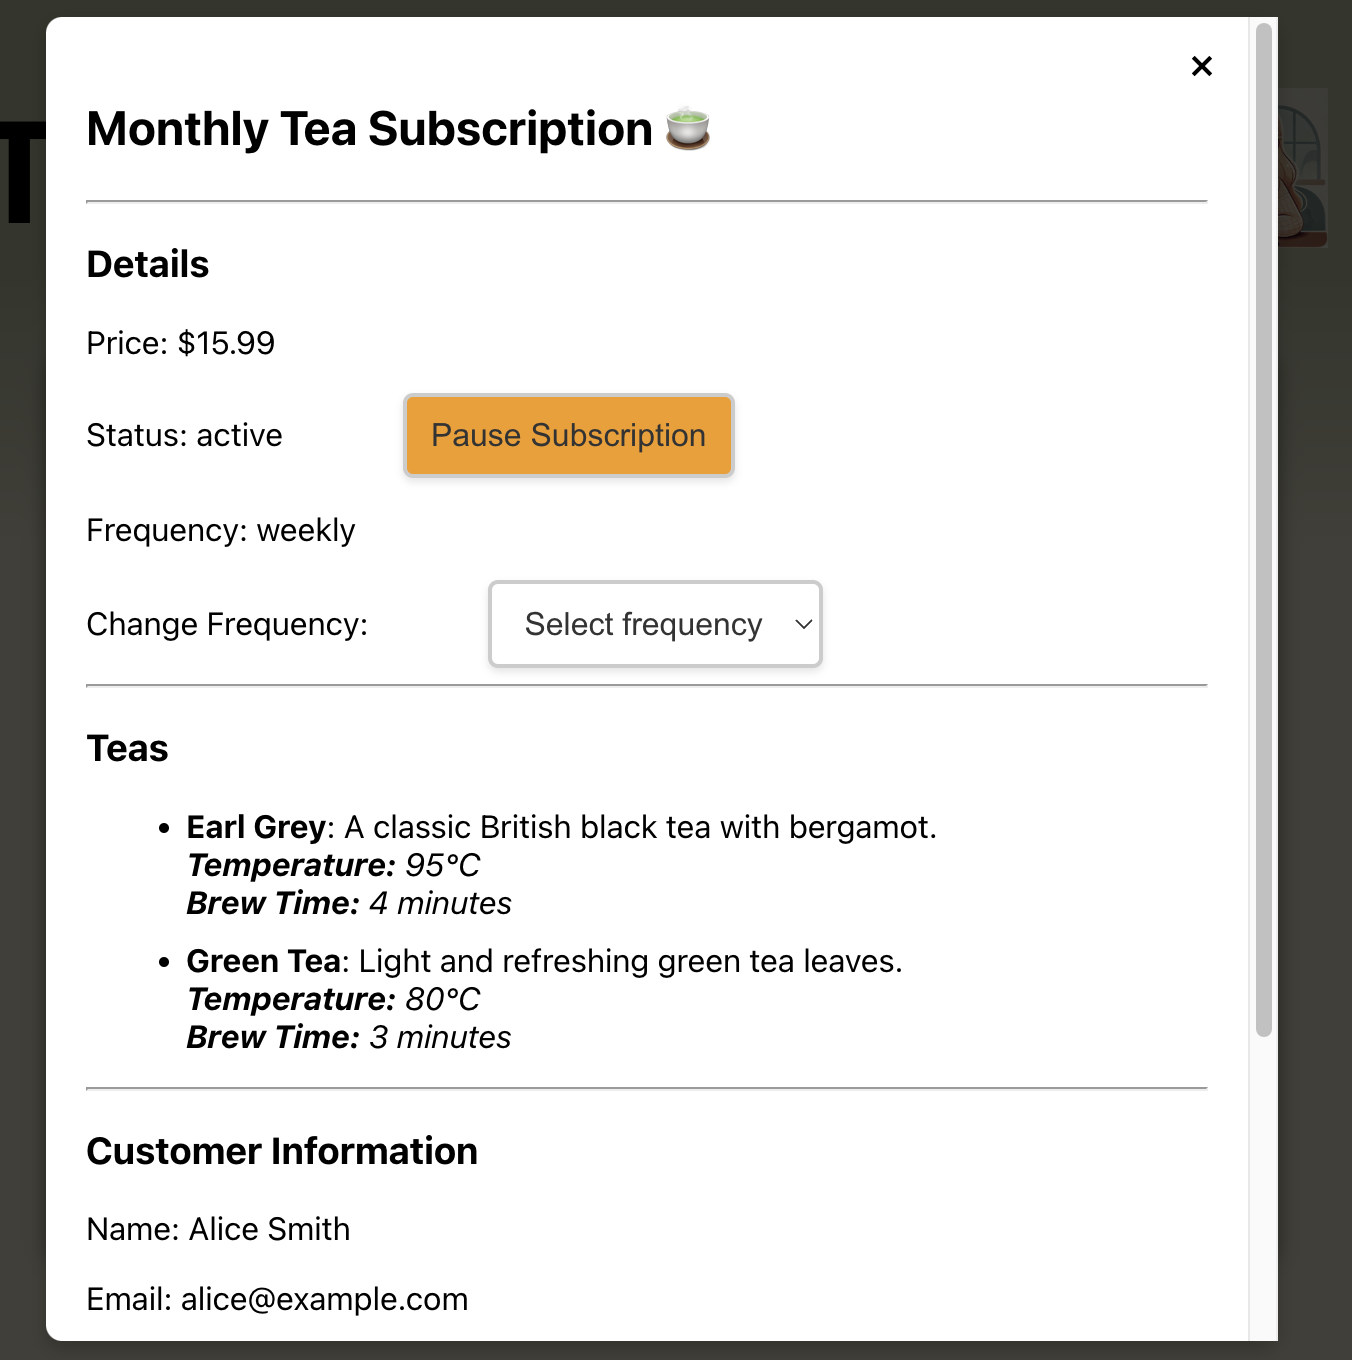 ×
Monthly Tea Subscription 🍵
T
Details
Price: $15.99
Status: active
Pause Subscription
Frequency: weekly
Change Frequency:
Select frequency
Teas
• Earl Grey: A classic British black tea with bergamot.
Temperature: 95°C
Brew Time: 4 minutes
• Green Tea: Light and refreshing green tea leaves.
Temperature: 80°C
Brew Time: 3 minutes
Customer Information
Name: Alice Smith
Email: alice@example.com